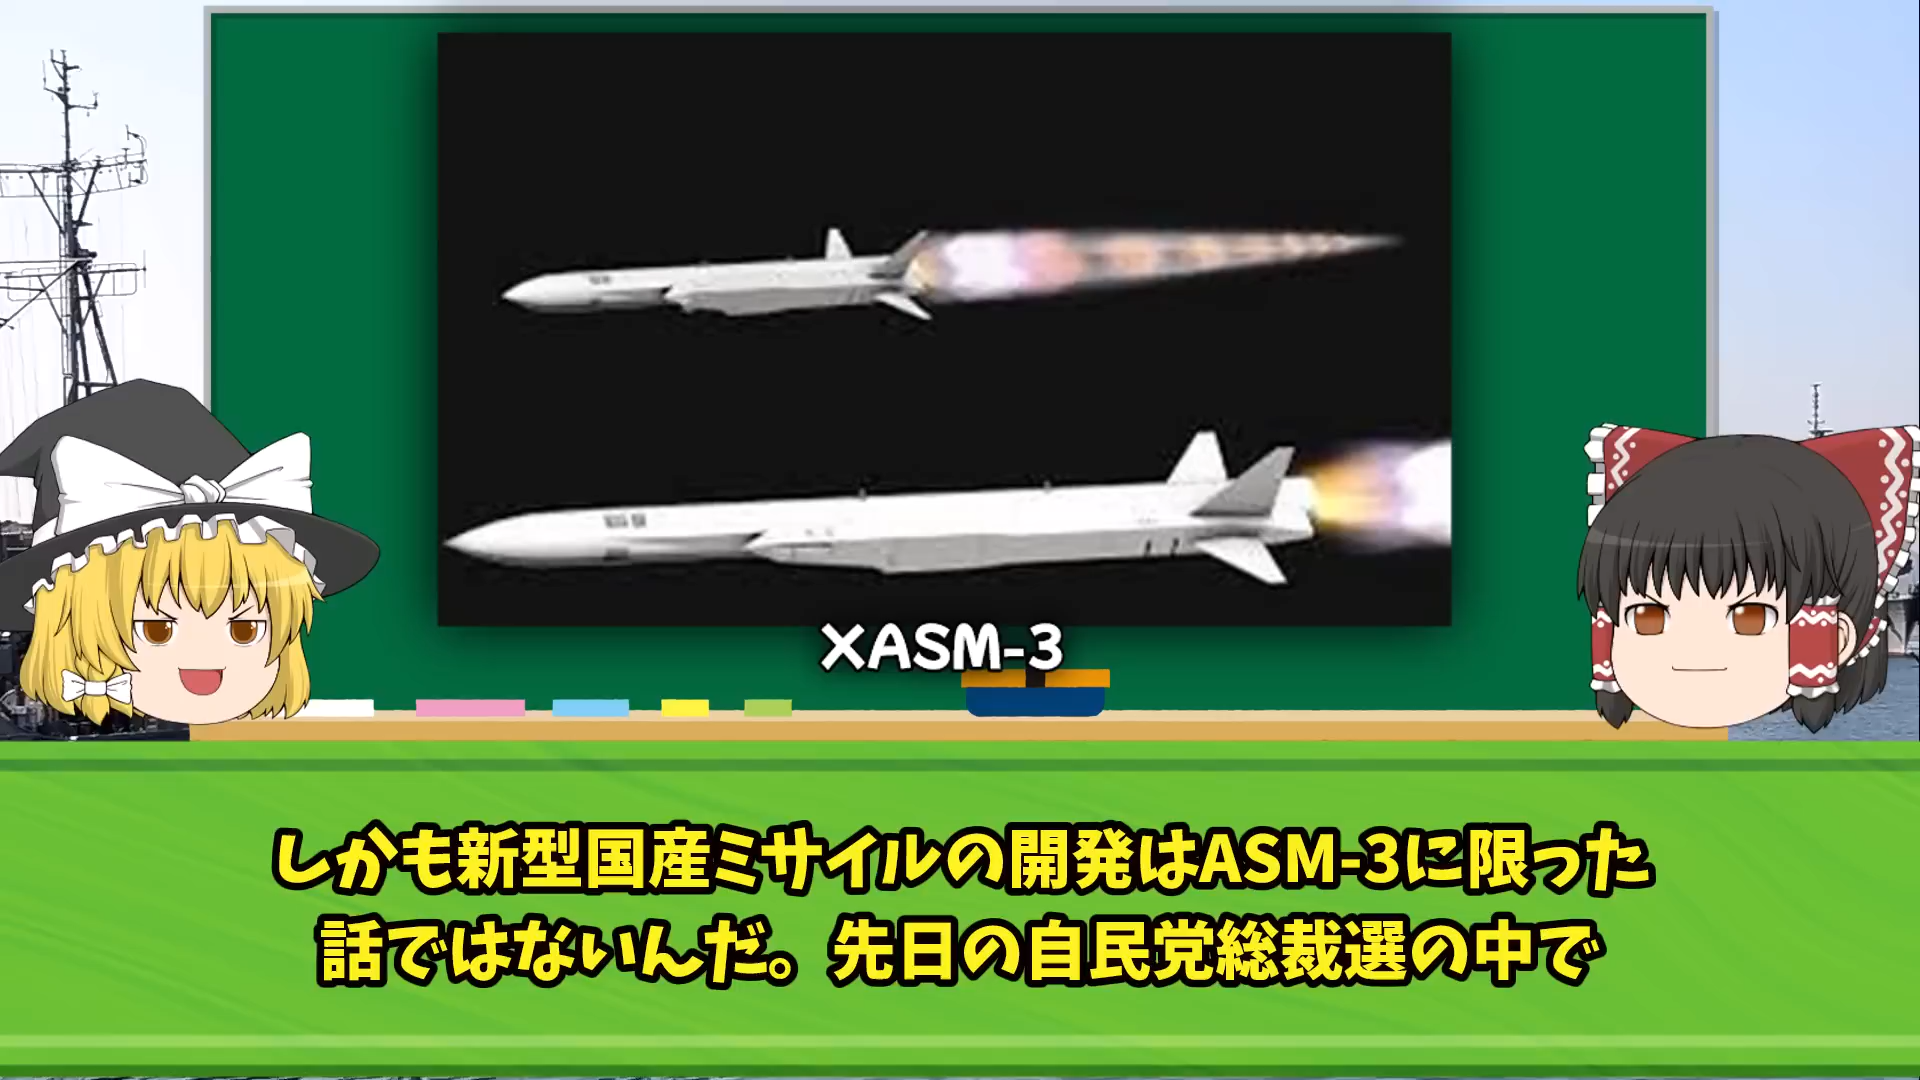 XASM-3
しかも新型国産ミサイルの開発はASM-3に限った
話ではないんだ。先日の自民党総裁選の中で